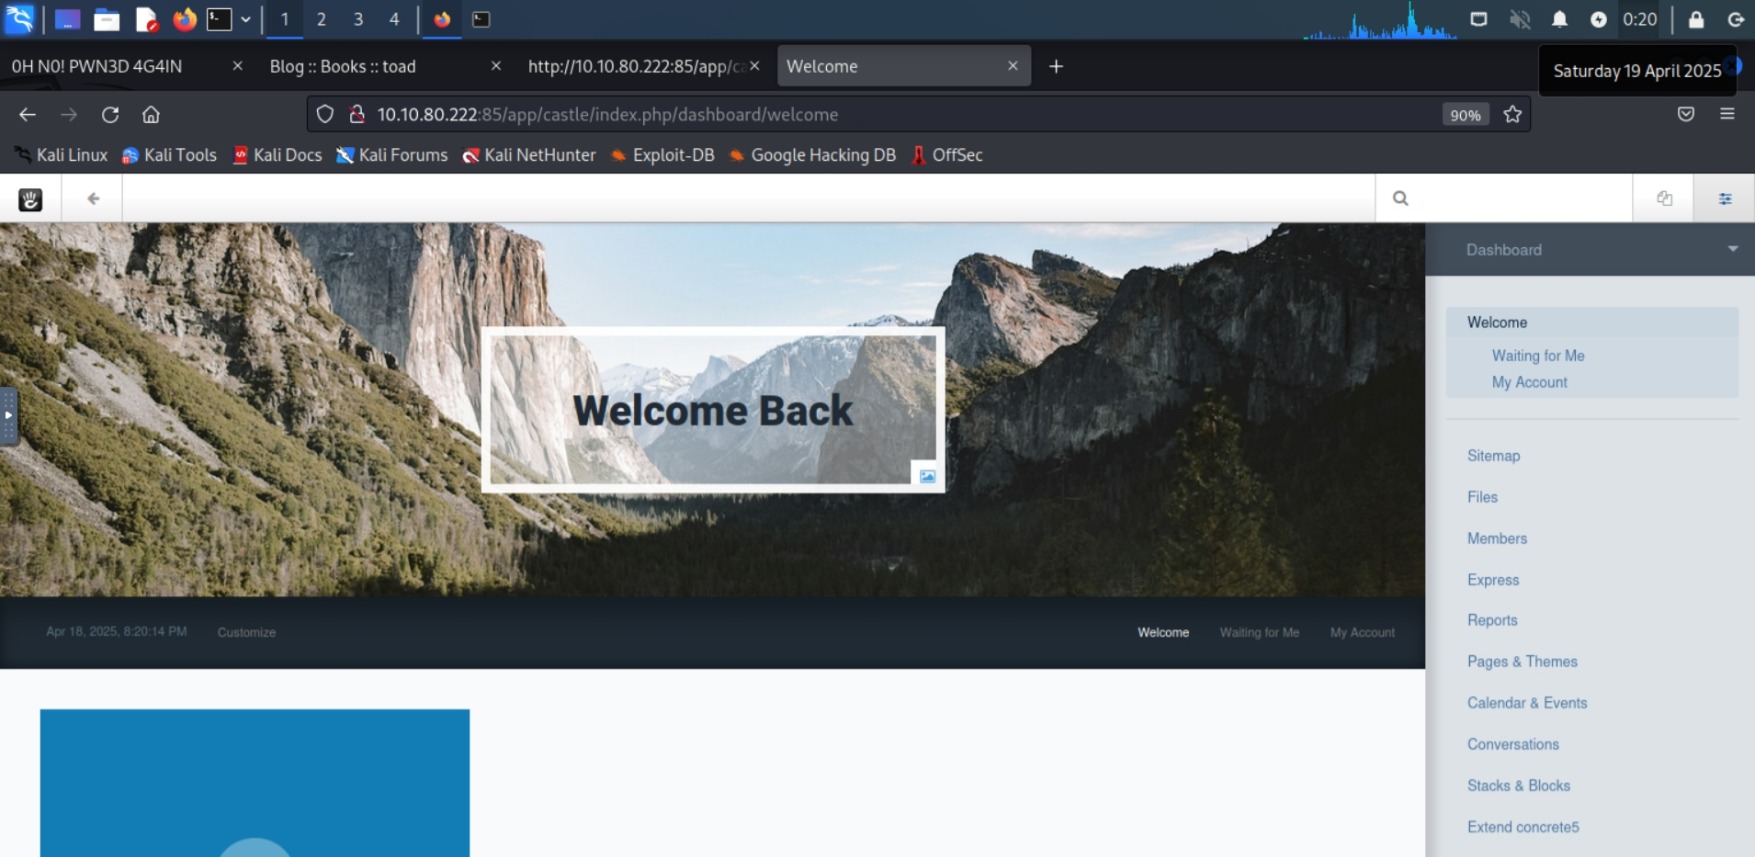 1 2 3 4 0:20
0H N0! PWN3D 4G4IN Blog :: Books :: toad http://10.10.80.222:85/app/ca Welcome
Saturday 19 April 2025
10.10.80.222:85/app/castle/index.php/dashboard/welcome 90%
Kali Linux Kali Tools Kali Docs Kali Forums Kali NetHunter Exploit-DB Google Hacking DB OffSec
Dashboard
Welcome
Waiting for Me
My Account
Welcome Back
Sitemap
Files
Members
Express
Reports
Pages & Themes
Calendar & Events
Conversations
Stacks & Blocks
Extend concrete5
Apr 18, 2025, 8:20:14 PM Customize Welcome Waiting for Me My Account